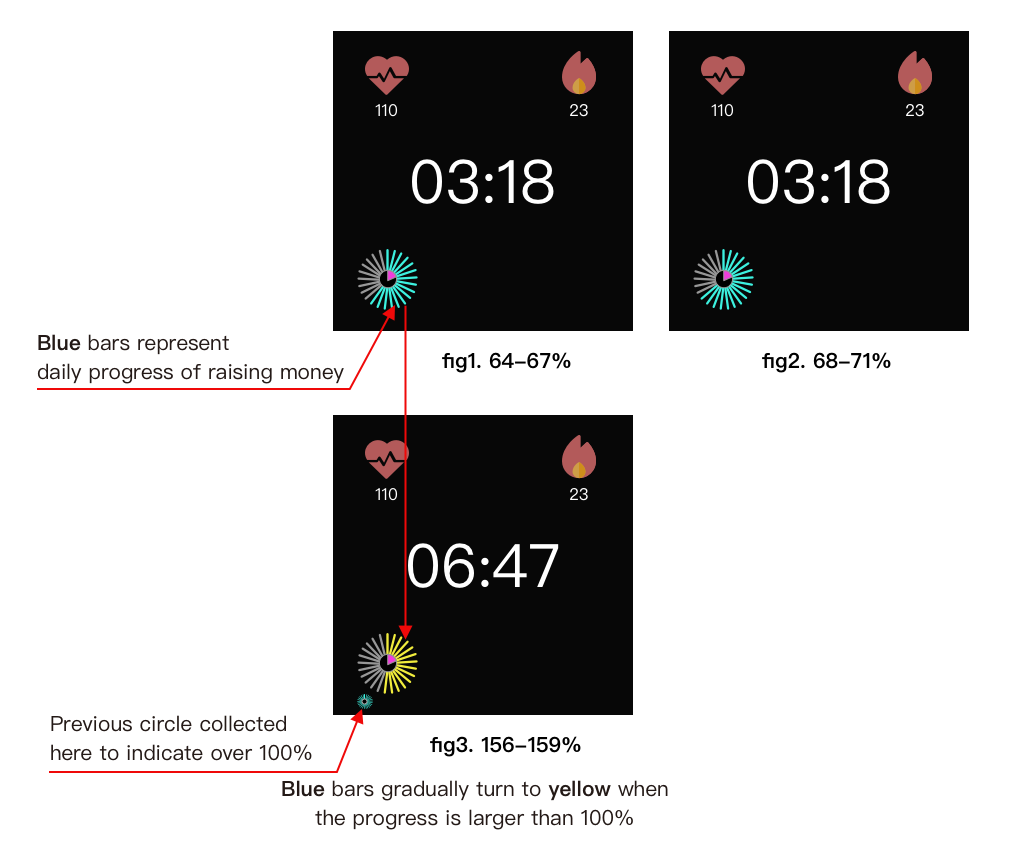 110
23
03:18
110
23
03:18
Blue bars represent
daily progress of raising money
fig1. 64–67%
fig2. 68–71%
110
23
06:47
Previous circle collected
here to indicate over 100%
fig3. 156–159%
Blue bars gradually turn to yellow when
the progress is larger than 100%